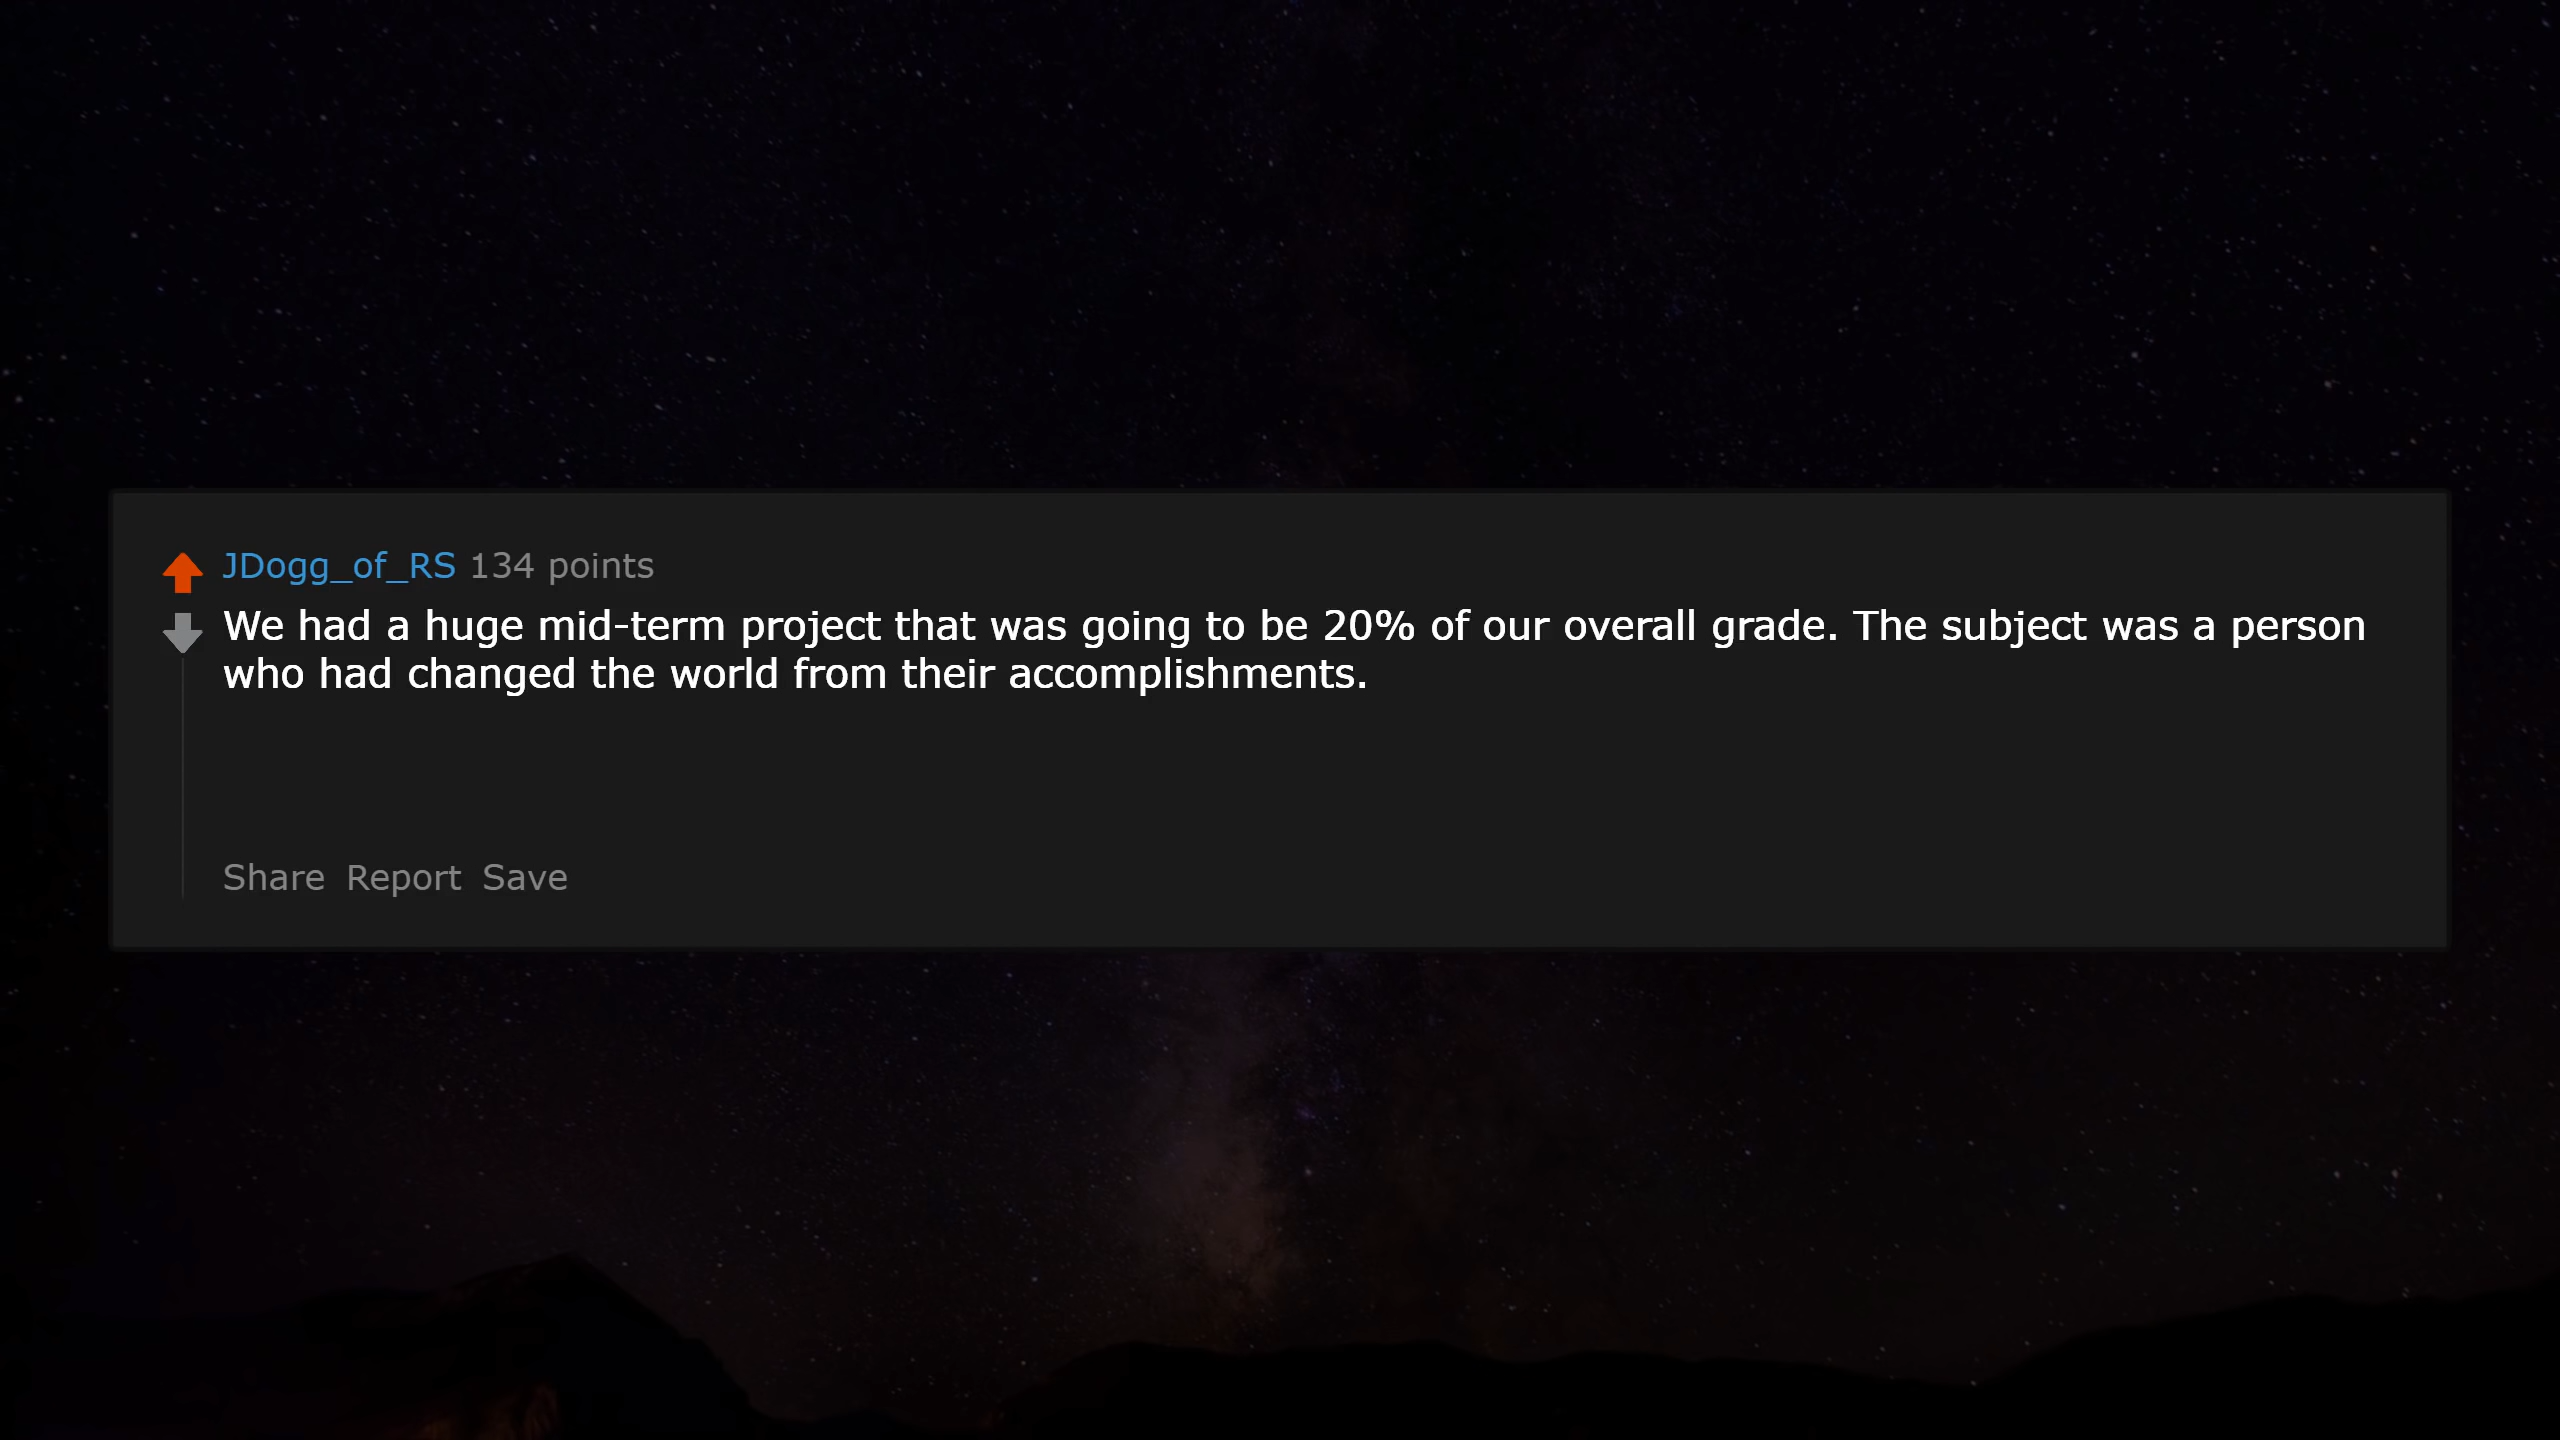 JDogg_of_RS 134 points
We had a huge mid-term project that was going to be 20% of our overall grade. The subject was a person
who had changed the world from their accomplishments.
Share Report Save